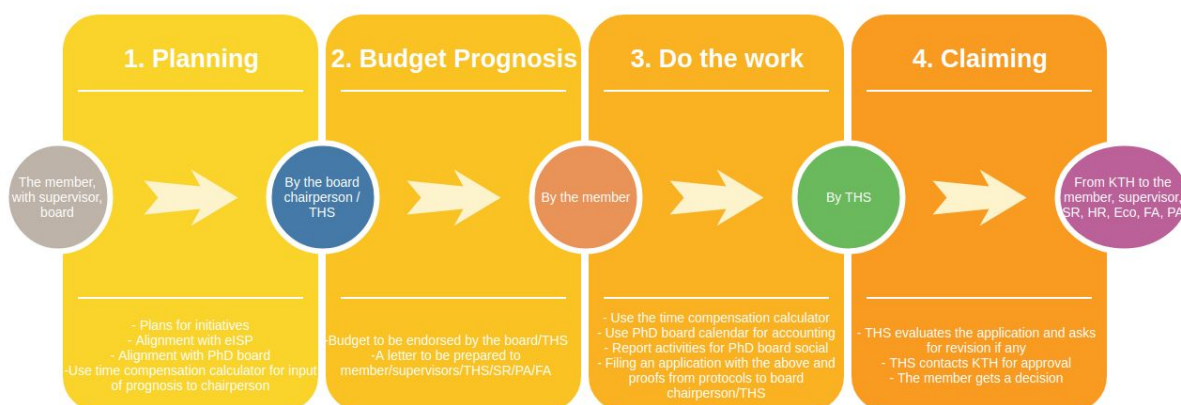 1. Planning
2. Budget Prognosis
3. Do the work
4. Claiming
The member,
with supervisor,
board
By the board
chairperson /
THS
By the member
By THS
From KTH to the
member, supervisor,
SR, HR, Eco, FA, PA
- Plans for initiatives
- Alignment with eISP
- Alignment with PhD board
-Use time compensation calculator for input
of prognosis to chairperson
-Budget to be endorsed by the board/THS
-A letter to be prepared to
member/supervisors/THS/SR/PA/FA
- Use the time compensation calculator
- Use PhD board calendar for accounting
- Report activities for PhD board social
- Filing an application with the above and
proofs from protocols to board
chairperson/THS
- THS evaluates the application and asks
for revision if any
- THS contacts KTH for approval
- The member gets a decision